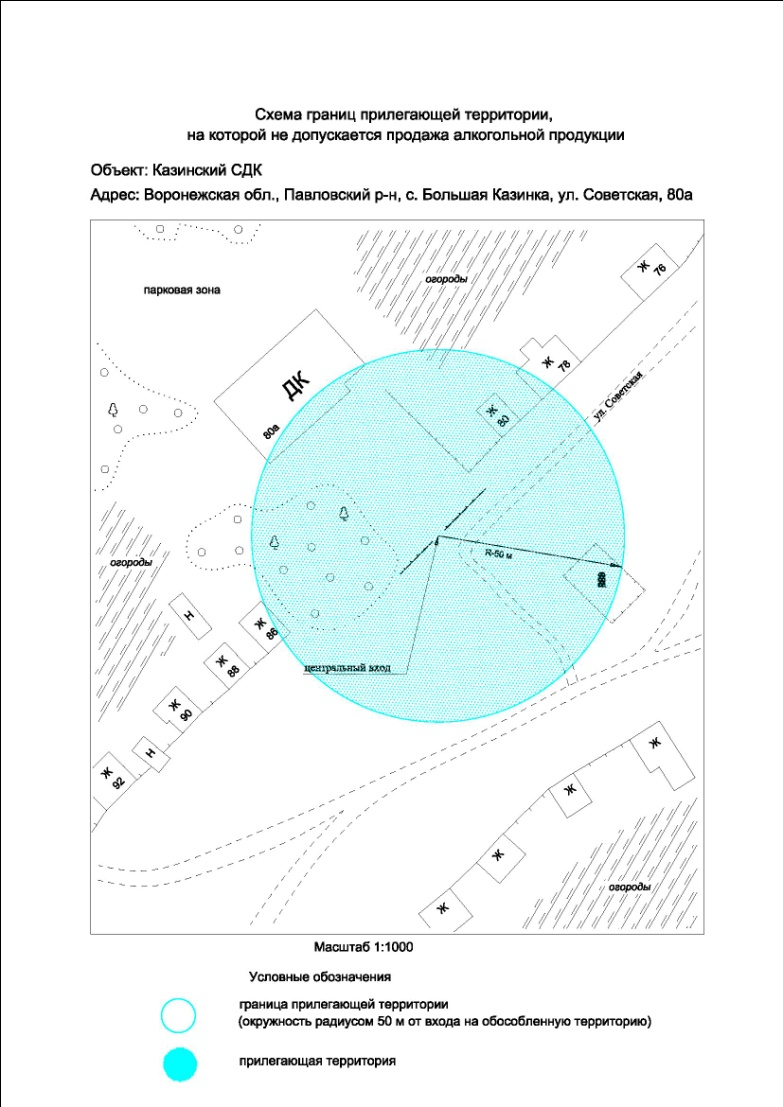 Схема границ прилегающей территории,
на которой не допускается продажа алкогольной продукции
Объект: Казинский СДК
Адрес: Воронежская обл., Павловский р-н, с. Большая Казинка, ул. Советская, 80а
парковая зона
огороды
Ж
76
Ж
78
ДК
80а
Ж
80
ул. Советская
огороды
R-50 м
Н
Ж
86
центральный вход
Ж
88
Ж
90
Н
Ж
92
Ж
Ж
Ж
Ж
огороды
Масштаб 1:1000
Условные обозначения
граница прилегающей территории
(окружность радиусом 50 м от входа на обособленную территорию)
прилегающая территория